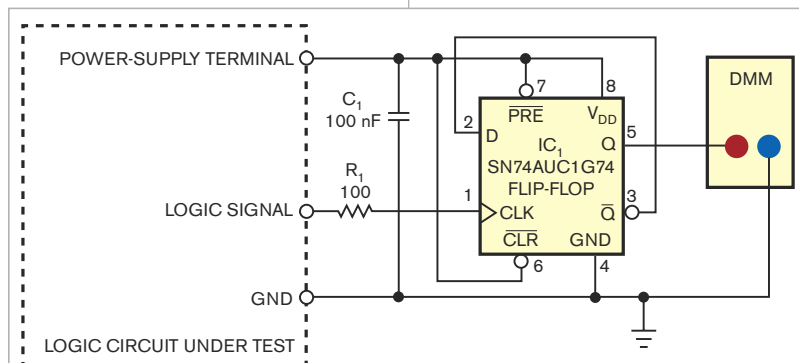 POWER-SUPPLY TERMINAL
C1
100 nF
R1
100
LOGIC SIGNAL
GND
LOGIC CIRCUIT UNDER TEST
7
8
PRE
VDD
2
D
5
Q
IC1
SN74AUC1G74
FLIP-FLOP
1
CLK
3
Q
CLR
GND
6
4
DMM